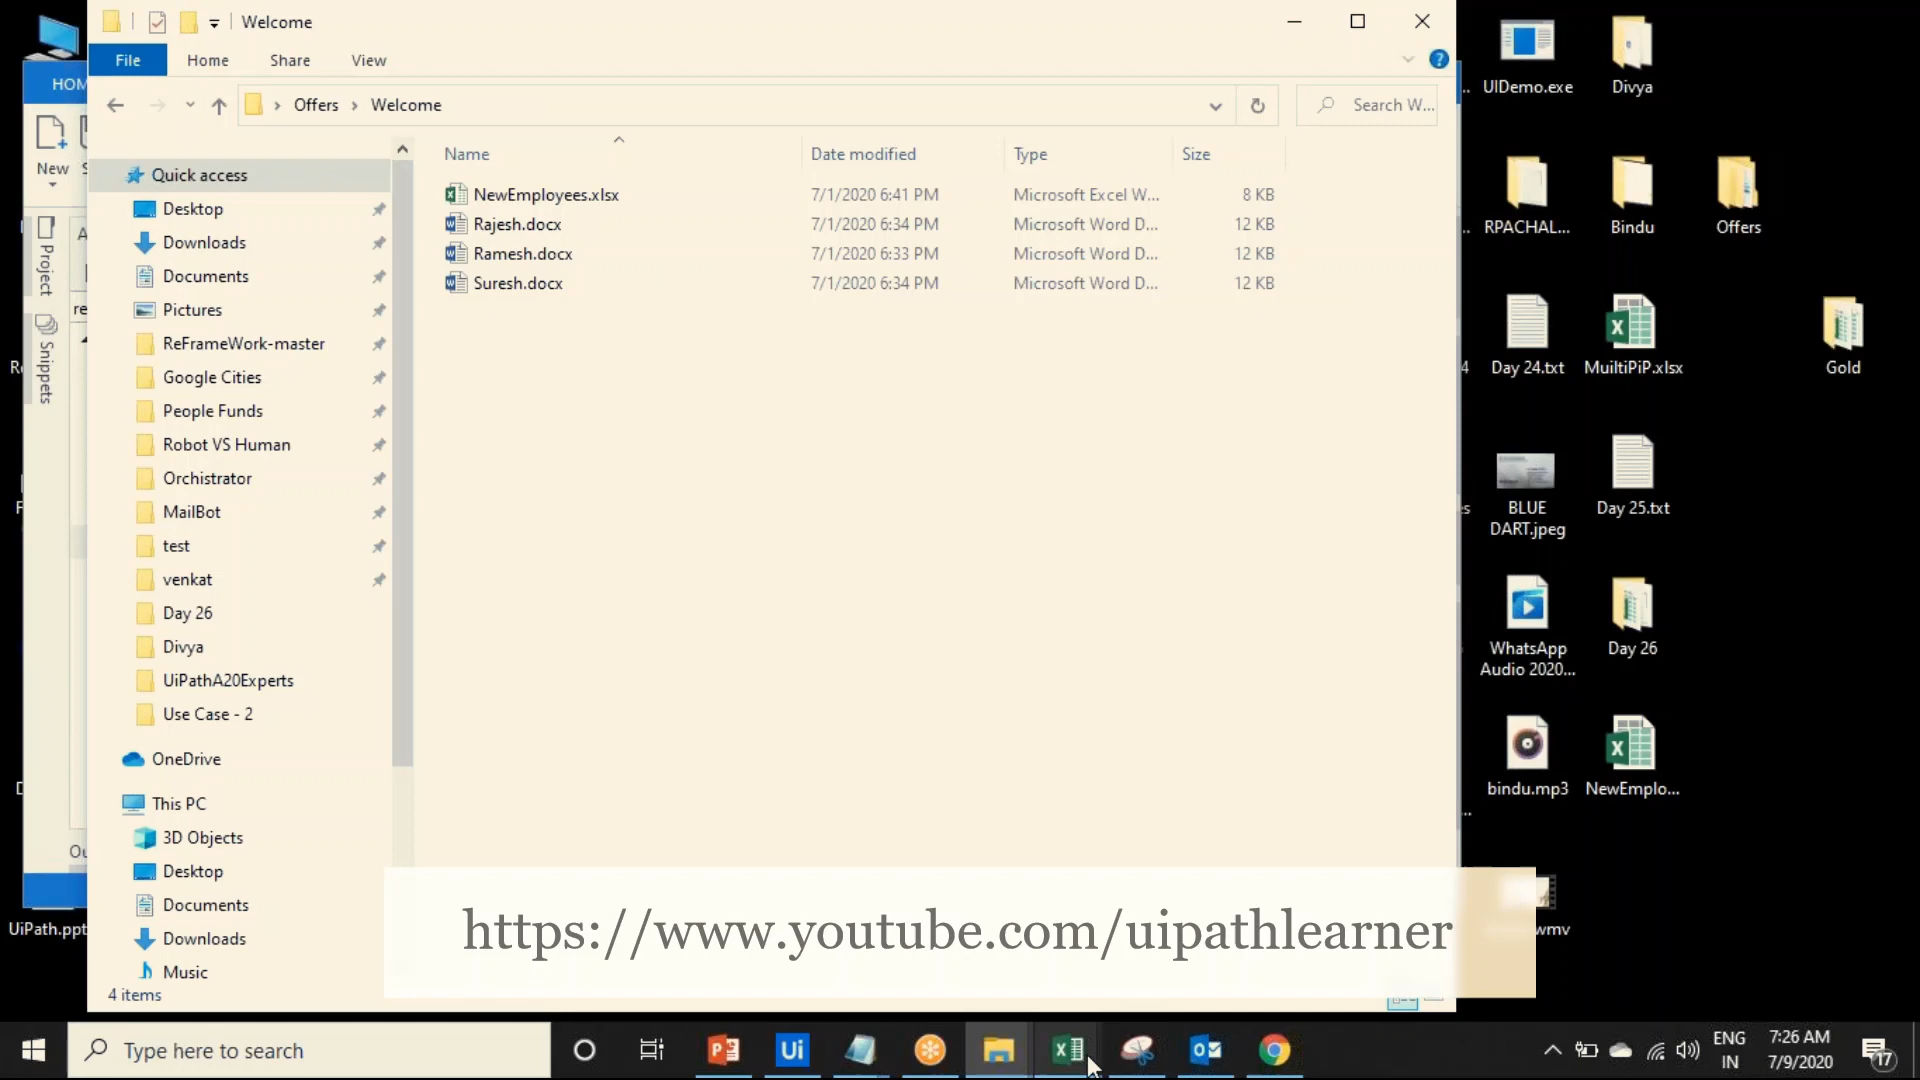 Welcome
File
Home
Share
View
Offers
Welcome
Search W...
Name
Date modified
Type
Size
NewEmployees.xlsx
7/1/2020 6:41 PM
Microsoft Excel W...
8 KB
Rajesh.docx
7/1/2020 6:34 PM
Microsoft Word D...
12 KB
Ramesh.docx
7/1/2020 6:33 PM
Microsoft Word D...
12 KB
Suresh.docx
7/1/2020 6:34 PM
Microsoft Word D...
12 KB
Quick access
Desktop
Downloads
Documents
Pictures
ReFrameWork-master
Google Cities
People Funds
Robot VS Human
Orchistrator
MailBot
test
venkat
Day 26
Divya
UiPathA20Experts
Use Case - 2
OneDrive
This PC
3D Objects
Desktop
Documents
Downloads
Music
4 items
HOM
New
Project
Snippets
UiPath.ppt
UIDemo.exe
Divya
RPACHAL...
Bindu
Offers
Day 24.txt
MuiltiPiP.xlsx
Gold
BLUE
DART.jpeg
Day 25.txt
WhatsApp
Audio 2020...
Day 26
bindu.mp3
NewEmplo...
wmv
https://www.youtube.com/uipathlearner
Type here to search
Ui
ENG
IN
7:26 AM
7/9/2020
17